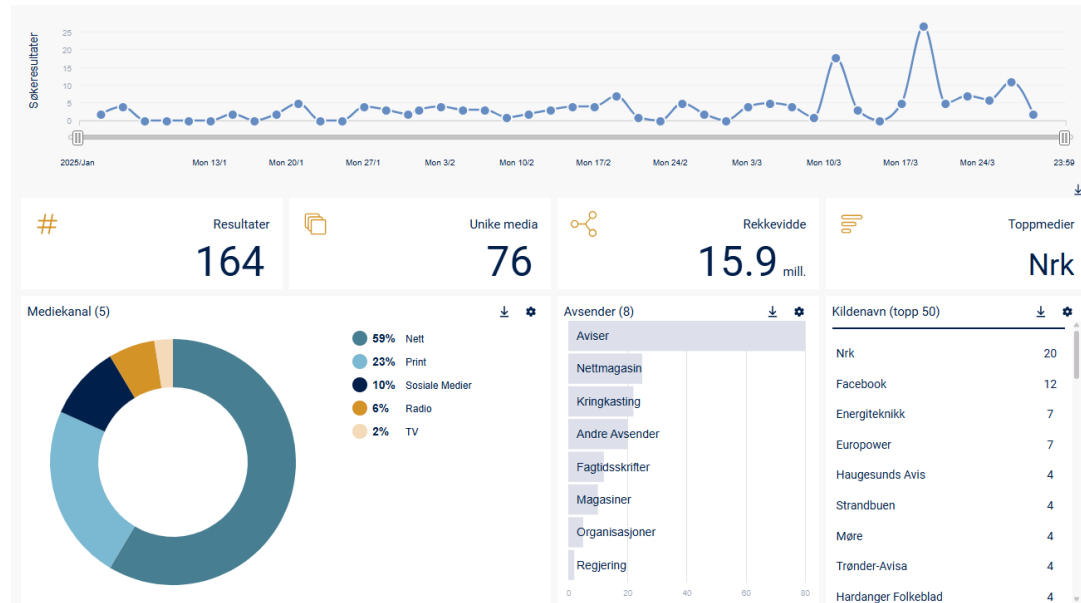 Søkeresultater
25
20
15
10
5
0
2025/Jan
Mon 13/1
Mon 20/1
Mon 27/1
Mon 3/2
Mon 10/2
Mon 17/2
Mon 24/2
Mon 3/3
Mon 10/3
Mon 17/3
Mon 24/3
23:59
Resultater
164
Unike media
76
Rekkevidde
15.9 mill.
Toppmedier
Nrk
Mediekanal (5)
59% Nett
23% Print
10% Sosiale Medier
6% Radio
2% TV
Avsender (8)
Aviser
Nettmagasin
Kringkasting
Andre Avsender
Fagtidsskrifter
Magasiner
Organisasjoner
Regjering
0 20 40 60 80
Kildenavn (topp 50)
Nrk 20
Facebook 12
Energiteknikk 7
Europower 7
Haugesunds Avis 4
Strandbuen 4
Møre 4
Trønder-Avisa 4
Hardanger Folkeblad 4